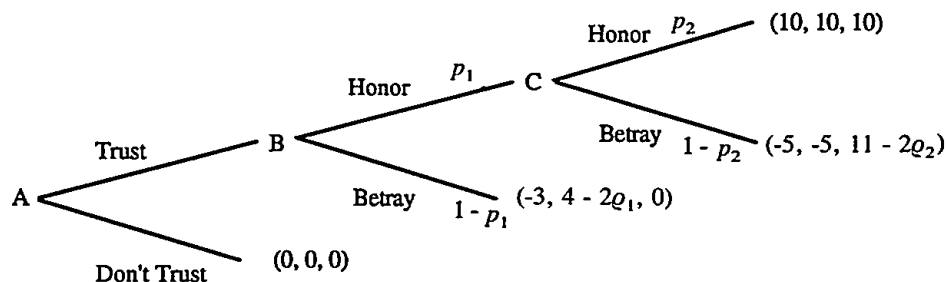 Honor p₂ (10, 10, 10)
Honor p₁ C
Betray 1 - p₂ (-5, -5, 11 - 2ϱ₂)
Trust B
A Betray 1 - p₁ (-3, 4 - 2ϱ₁, 0)
Don't Trust (0, 0, 0)